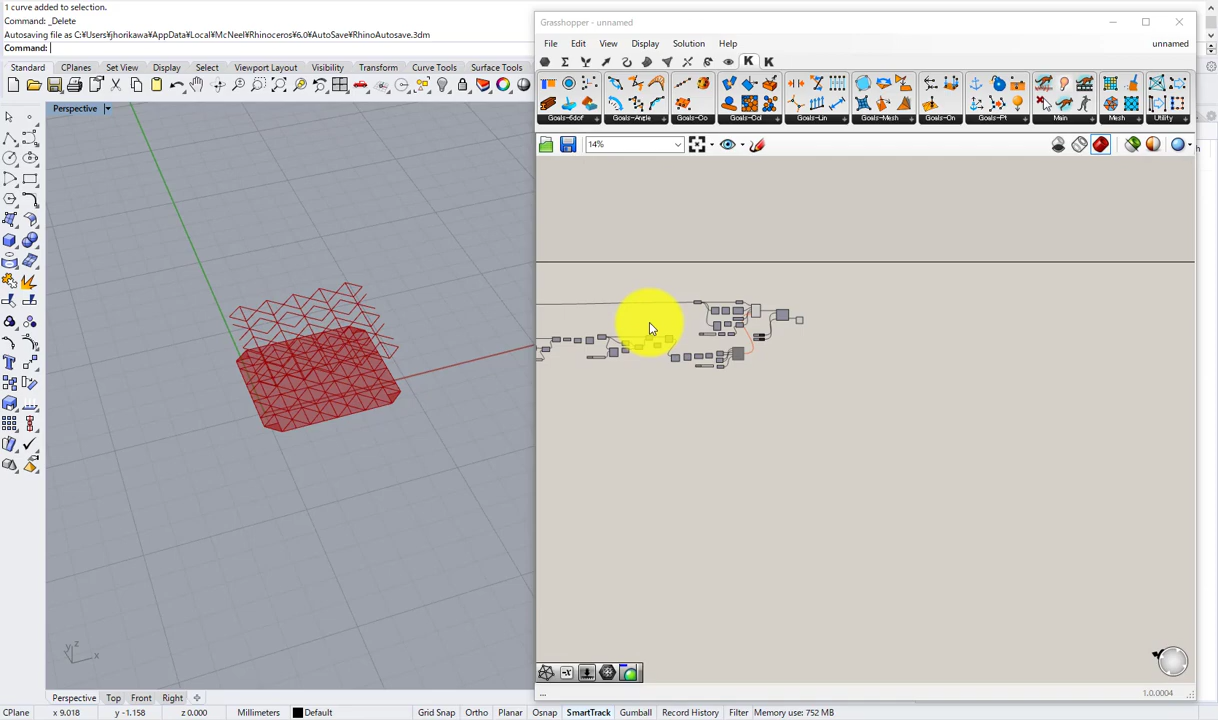 1 curve added to selection.
Command: _Delete
Autosaving file as C:¥Users¥jhorikawa¥AppData¥Local¥McNeel¥Rhinoceros¥6.0¥AutoSave¥RhinoAutosave.3dm
Command:
Standard CPlanes Set View Display Select Viewport Layout Visibility Transform Curve Tools Surface Tools
Perspective
z
y x
Perspective Top Front Right
CPlane x 9.018 y -1.158 z 0.000 Millimeters Default Grid Snap Ortho Planar Osnap SmartTrack Gumball Record History Filter Memory use: 752 MB
Grasshopper - unnamed
File Edit View Display Solution Help unnamed
K K
Goals-6dof Goals-Angle Goals-Co Goals-Col Goals-Lin Goals-Mesh Goals-On Goals-Pt Main Mesh Utility
14%
...
1.0.0004